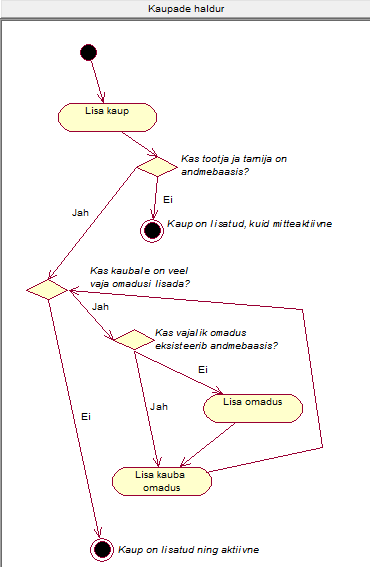 Kaupade haldur
Lisa kaup
Kas tootja ja tarnija on
andmebaasis?
Jah
Ei
Kaup on lisatud, kuid mitteaktiivne
Kas kaubale on veel
vaja omadusi lisada?
Jah
Kas vajalik omadus
eksisteerib andmebaasis?
Ei
Lisa omadus
Jah
Ei
Lisa kauba
omadus
Kaup on lisatud ning aktiivne